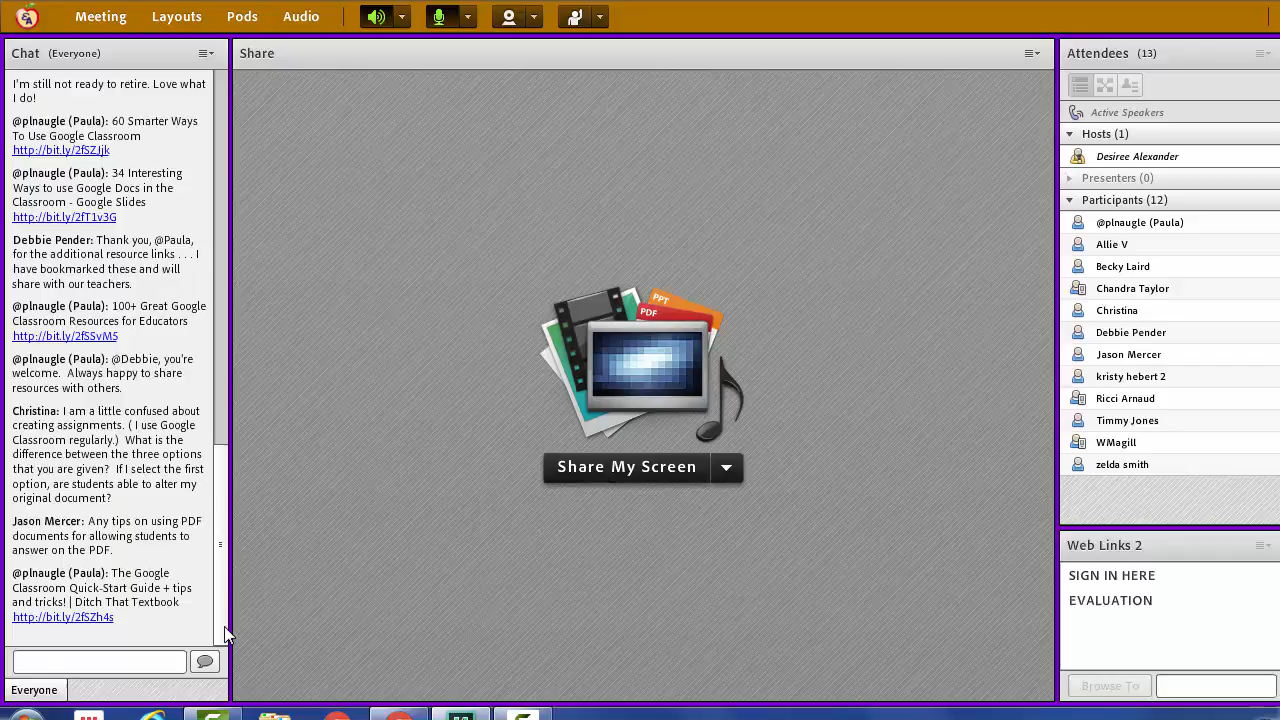 Meeting
Layouts
Pods
Audio
Chat (Everyone)
I'm still not ready to retire. Love what
I do!
@plnaugle (Paula): 60 Smarter Ways
To Use Google Classroom
http://bit.ly/2fSZJjk
@plnaugle (Paula): 34 Interesting
Ways to use Google Docs in the
Classroom - Google Slides
http://bit.ly/2fT1v3G
Debbie Pender: Thank you, @Paula,
for the additional resource links . . . I
have bookmarked these and will
share with our teachers.
@plnaugle (Paula): 100+ Great Google
Classroom Resources for Educators
http://bit.ly/2fSSvMS
@plnaugle (Paula): @Debbie, you're
welcome. Always happy to share
resources with others.
Christina: I am a little confused about
creating assignments. ( I use Google
Classroom regularly.) What is the
difference between the three options
that you are given? If I select the first
option, are students able to alter my
original document?
Jason Mercer: Any tips on using PDF
documents for allowing students to
answer on the PDF.
@plnaugle (Paula): The Google
Classroom Quick-Start Guide + tips
and tricks! | Ditch That Textbook
http://bit.ly/2fSZh4s
Everyone
Share
PPT
PDF
Share My Screen
Attendees (13)
Active Speakers
Hosts (1)
Desiree Alexander
Presenters (0)
Participants (12)
@plnaugle (Paula)
Allie V
Becky Laird
Chandra Taylor
Christina
Debbie Pender
Jason Mercer
kristy hebert 2
Ricci Arnaud
Timmy Jones
WMagill
zelda smith
Web Links 2
SIGN IN HERE
EVALUATION
Browse To